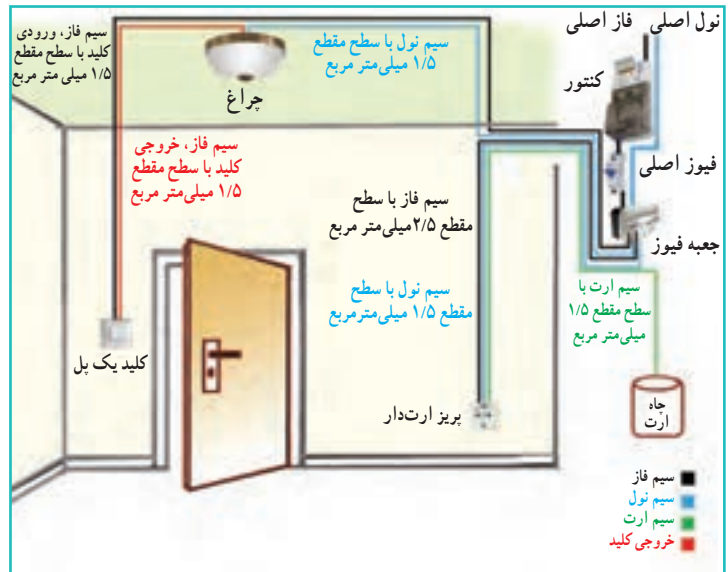 نول اصلی
فاز اصلی
کنتور
فیوز اصلی
جعبه فیوز
سیم فاز، ورودی
کلید با سطح مقطع
۱/۵ میلی متر مربع
چراغ
سیم نول با سطح مقطع
۱/۵ میلی‌متر مربع
سیم فاز، خروجی
کلید با سطح مقطع
۱/۵ میلی‌متر مربع
سیم فاز با سطح
مقطع ۲/۵میلی‌متر مربع
سیم نول با سطح
مقطع ۱/۵ میلی‌مترمربع
سیم ارت با
سطح مقطع ۱/۵
میلی‌متر مربع
کلید یک پل
پریز ارت‌دار
چاه
ارت
سیم فاز
سیم نول
سیم ارت
خروجی کلید